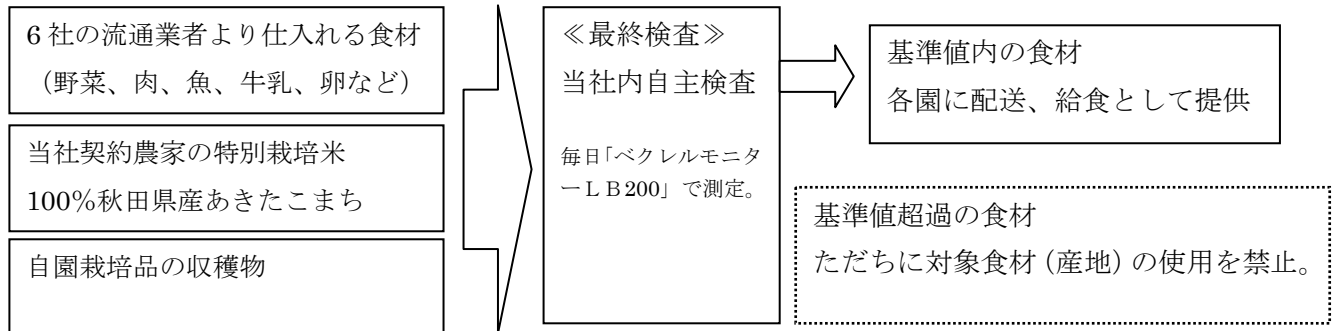 6 社の流通業者より仕入れる食材
（野菜、肉、魚、牛乳、卵など）
当社契約農家の特別栽培米
100％秋田県産あきたこまち
自園栽培品の収穫物
≪最終検査≫
当社内自主検査
毎日「ベクレルモニタ
ーＬＢ200」で測定。
基準値内の食材
各園に配送、給食として提供
基準値超過の食材
ただちに対象食材（産地）の使用を禁止。